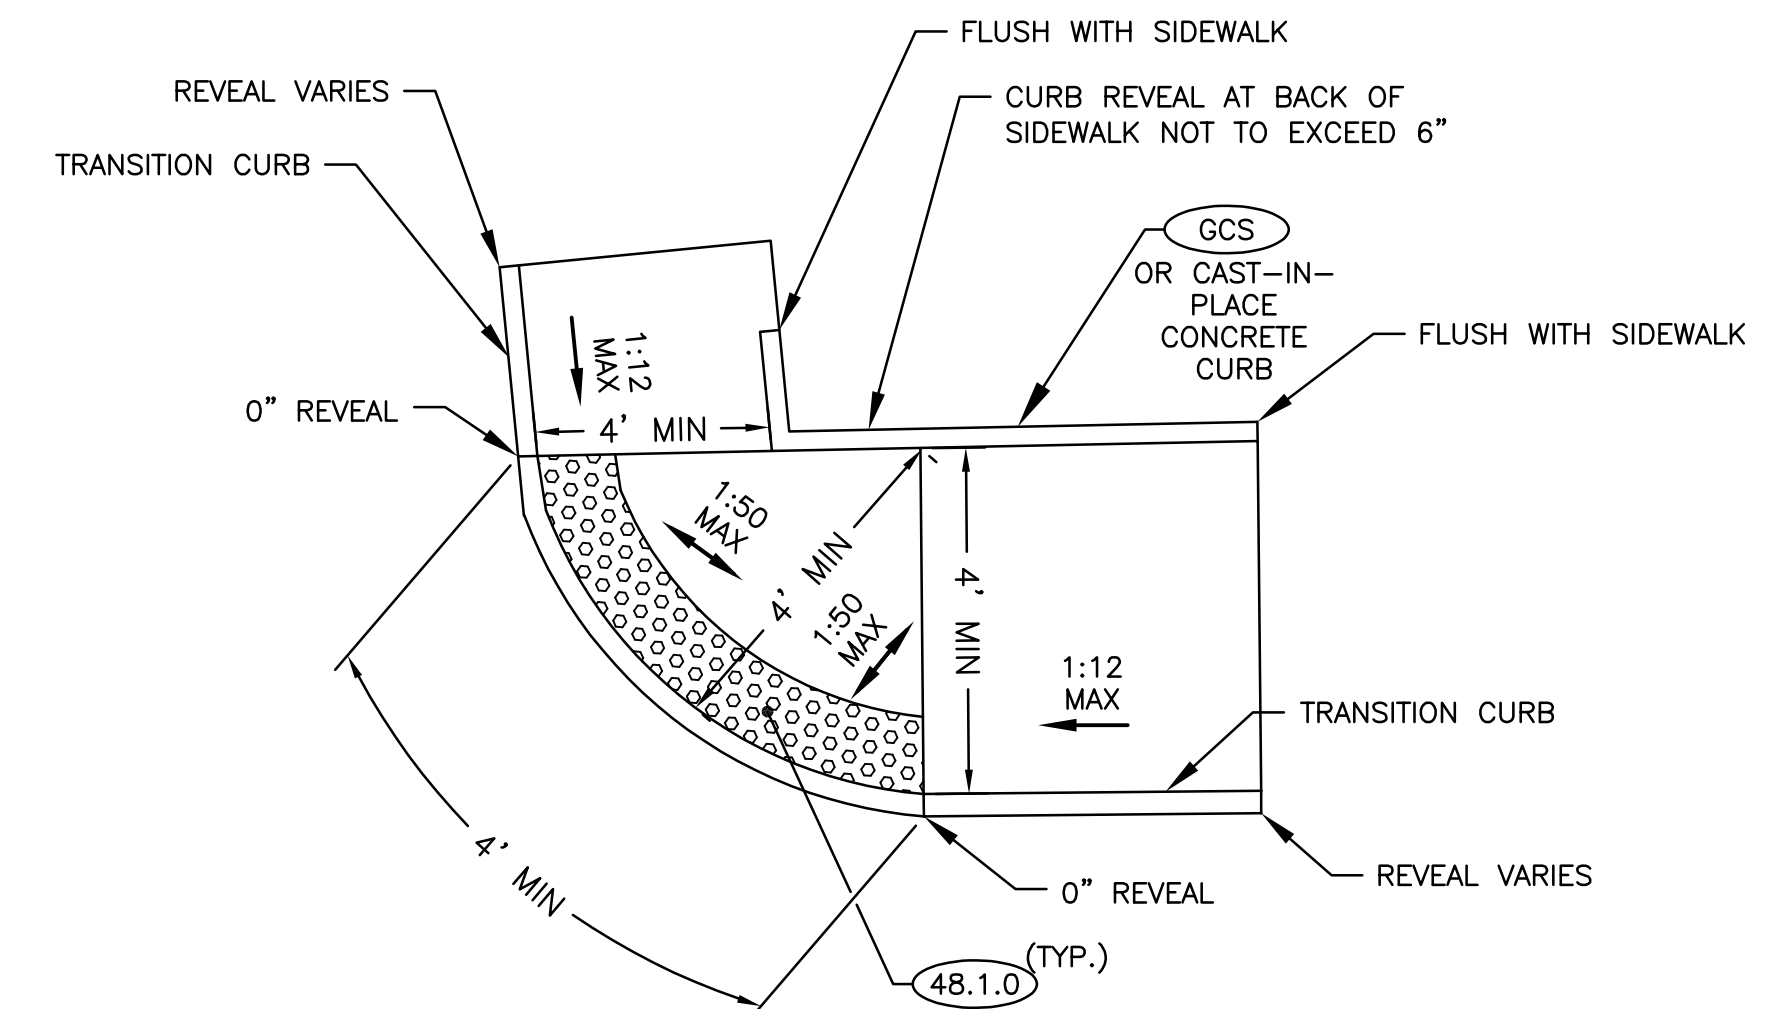 FLUSH WITH SIDEWALK
REVEAL VARIES
CURB REVEAL AT BACK OF
SIDEWALK NOT TO EXCEED 6”
TRANSITION CURB
GCS
OR CAST-IN-
PLACE
CONCRETE
CURB
FLUSH WITH SIDEWALK
1:12
MAX
0” REVEAL
4’ MIN
1:50
MAX
4’ MIN
1:50
MAX
4’ MIN
1:12
MAX
TRANSITION CURB
4’ MIN
0” REVEAL
REVEAL VARIES
(TYP.)
48.1.0